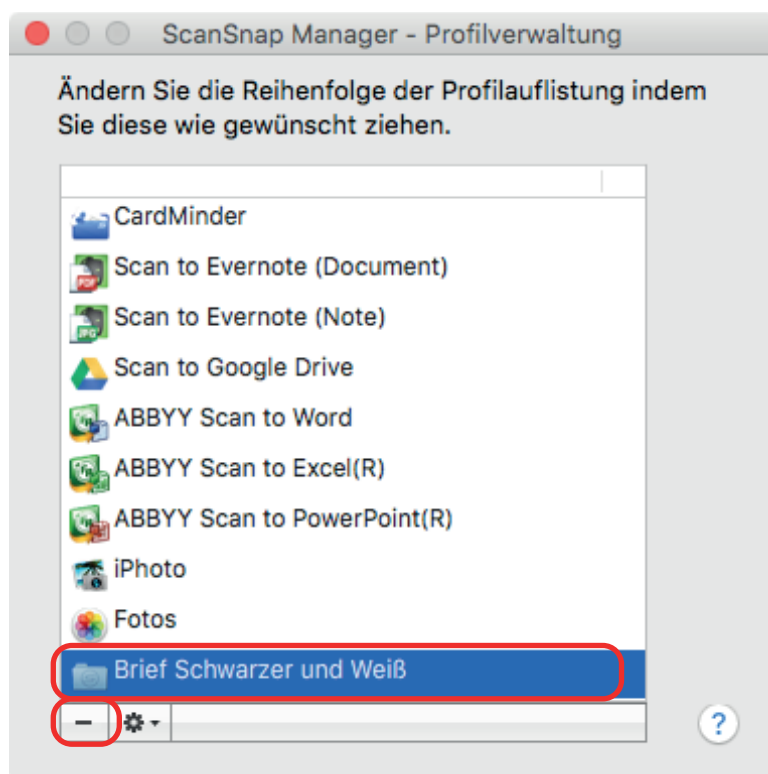 ScanSnap Manager - Profilverwaltung
Ändern Sie die Reihenfolge der Profilauflistung indem
Sie diese wie gewünscht ziehen.
CardMinder
PDF
Scan to Evernote (Document)
JPG
Scan to Evernote (Note)
Scan to Google Drive
ABBYY Scan to Word
ABBYY Scan to Excel(R)
ABBYY Scan to PowerPoint(R)
iPhoto
Fotos
Brief Schwarzer und Weiß
?